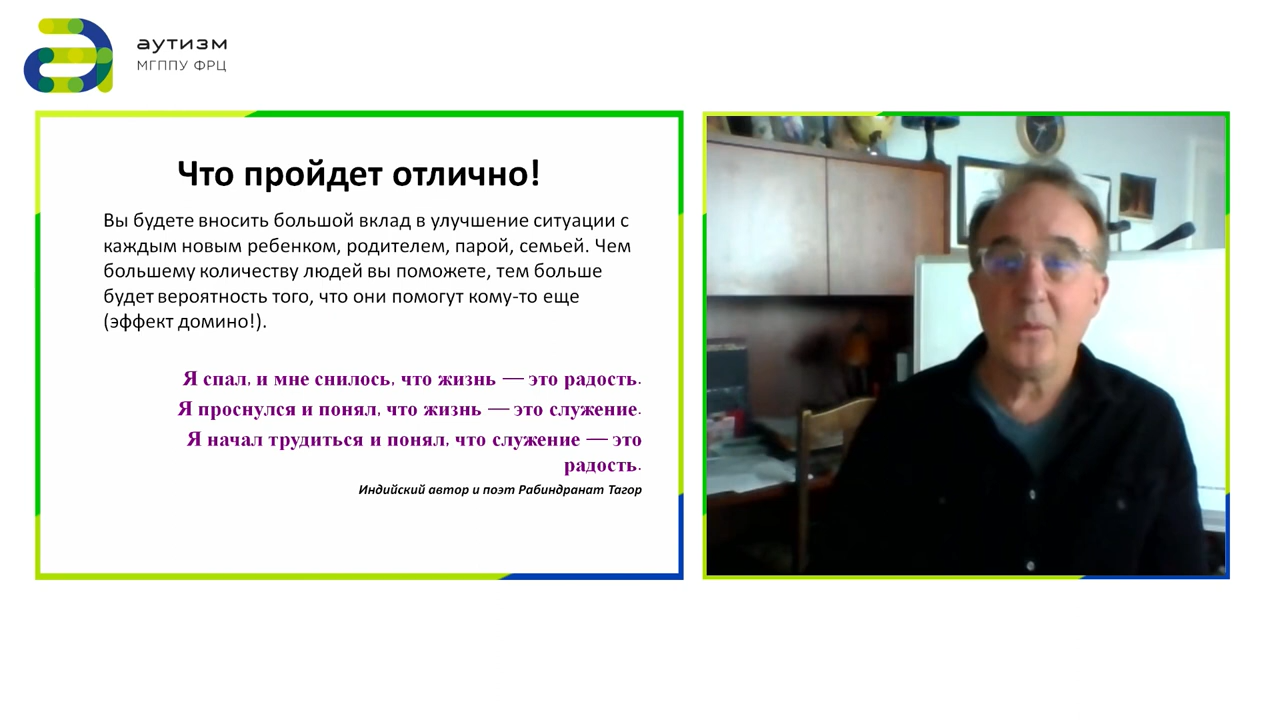 аутизм
МГППУ ФРЦ
Что пройдет отлично!
Вы будете вносить большой вклад в улучшение ситуации с
каждым новым ребенком, родителем, парой, семьей. Чем
большему количеству людей вы поможете, тем больше
будет вероятность того, что они помогут кому-то еще
(эффект домино!).
Я спал, и мне снилось, что жизнь — это радость.
Я проснулся и понял, что жизнь — это служение.
Я начал трудиться и понял, что служение — это
радость.
Индийский автор и поэт Рабиндранат Тагор